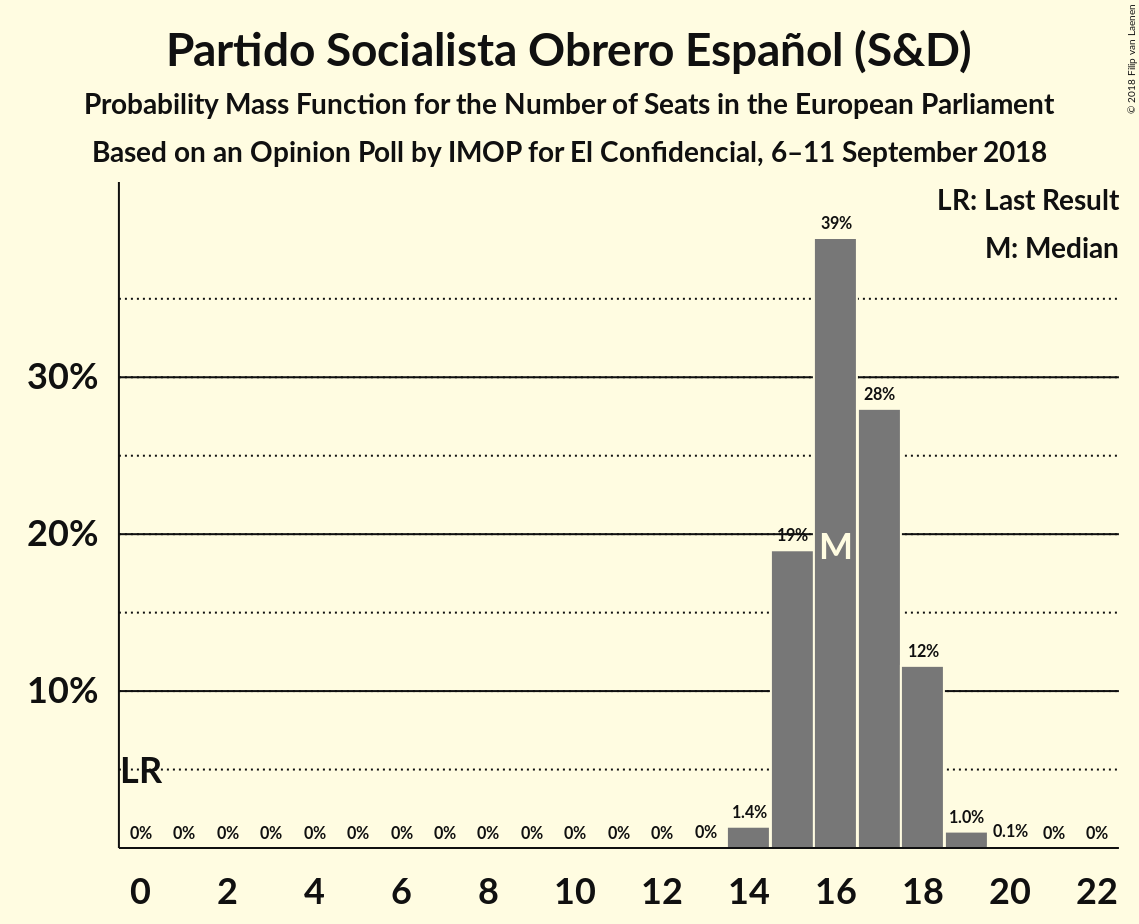 Partido Socialista Obrero Español (S&D)
Probability Mass Function for the Number of Seats in the European Parliament
Based on an Opinion Poll by IMOP for El Confidencial, 6–11 September 2018
© 2018 Filip van Laenen
LR: Last Result
M: Median
39%
30%
28%
20%
19%
M
12%
10%
LR
0% 0% 0% 0% 0% 0% 0% 0% 0% 0% 0% 0% 0% 0% 1.4% 1.0% 0.1% 0% 0%
0 2 4 6 8 10 12 14 16 18 20 22